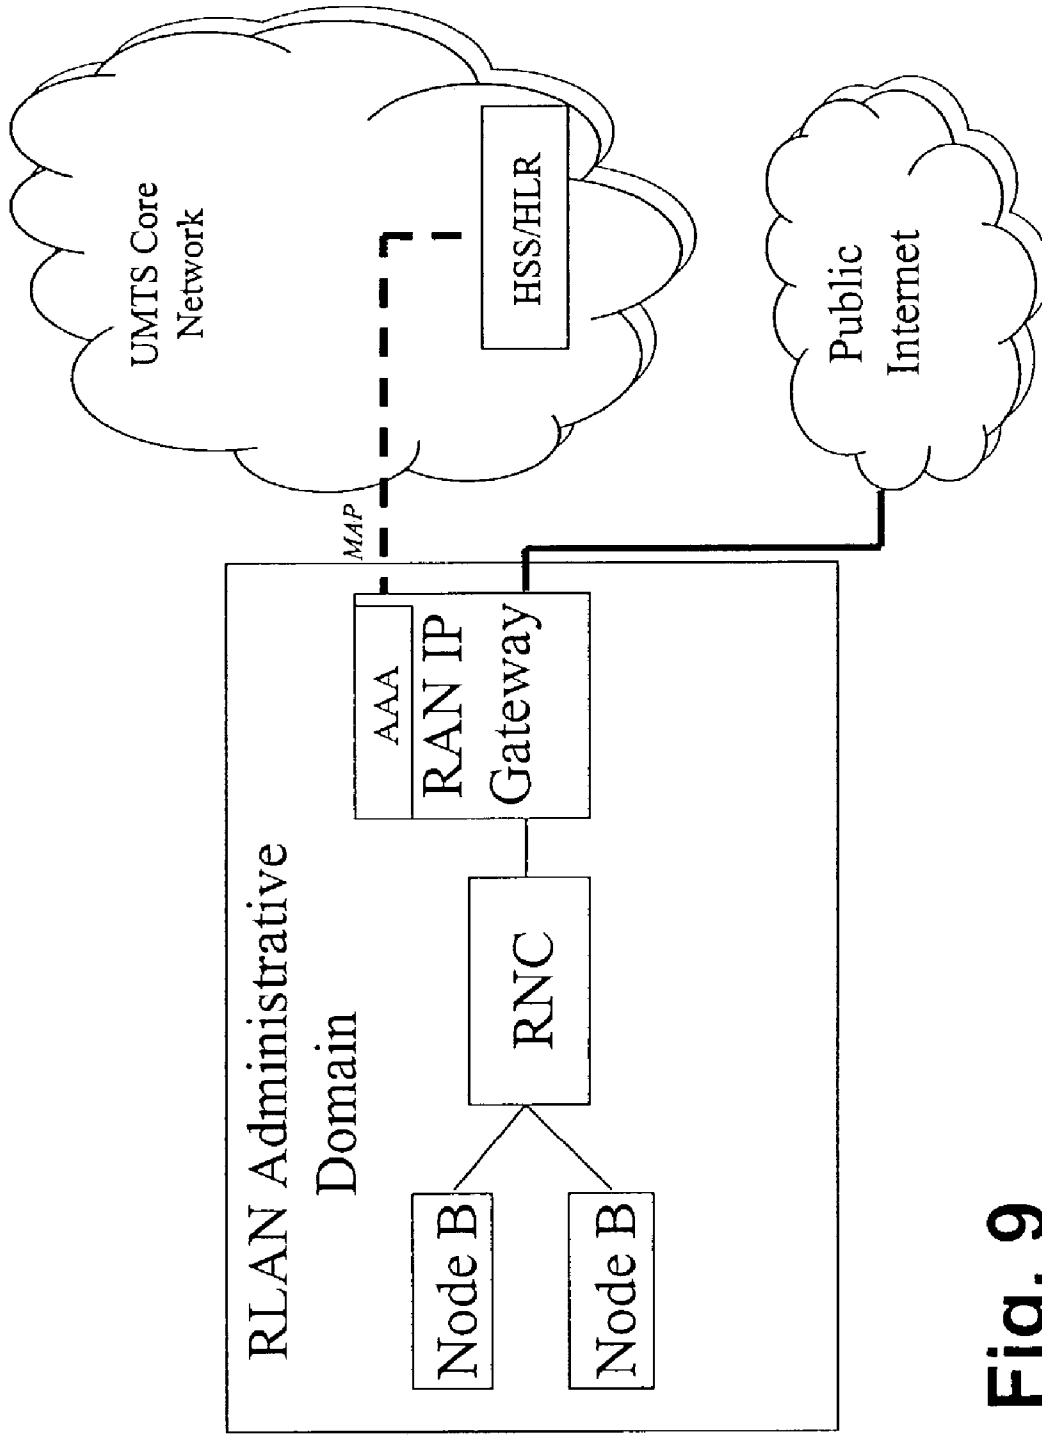 RLAN Administrative
Domain
Node B
Node B
RNC
AAA
RAN IP
Gateway
MAP
UMTS Core
Network
HSS/HLR
Public
Internet
Fig. 9